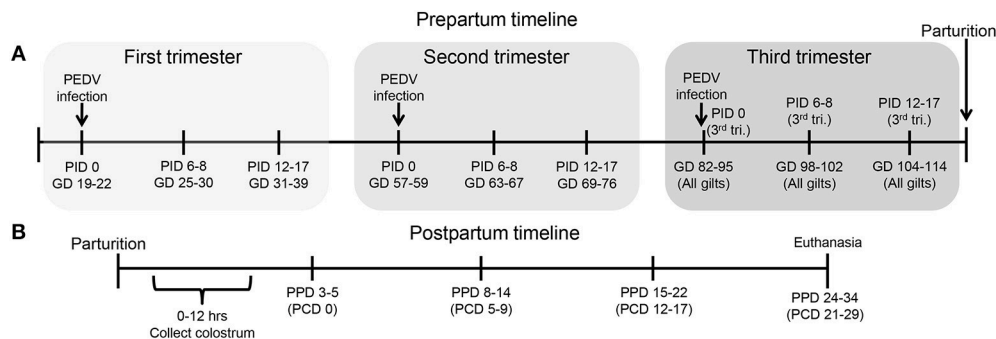 Prepartum timeline
Parturition
A
First trimester
Second trimester
Third trimester
PEDV
infection
PEDV
infection
PEDV
infection
PID 0
(3rd tri.)
PID 6-8
(3rd tri.)
PID 12-17
(3rd tri.)
PID 0
GD 19-22
PID 6-8
GD 25-30
PID 12-17
GD 31-39
PID 0
GD 57-59
PID 6-8
GD 63-67
PID 12-17
GD 69-76
GD 82-95
(All gilts)
GD 98-102
(All gilts)
GD 104-114
(All gilts)
B
Postpartum timeline
Parturition
Euthanasia
0-12 hrs
Collect colostrum
PPD 3-5
(PCD 0)
PPD 8-14
(PCD 5-9)
PPD 15-22
(PCD 12-17)
PPD 24-34
(PCD 21-29)